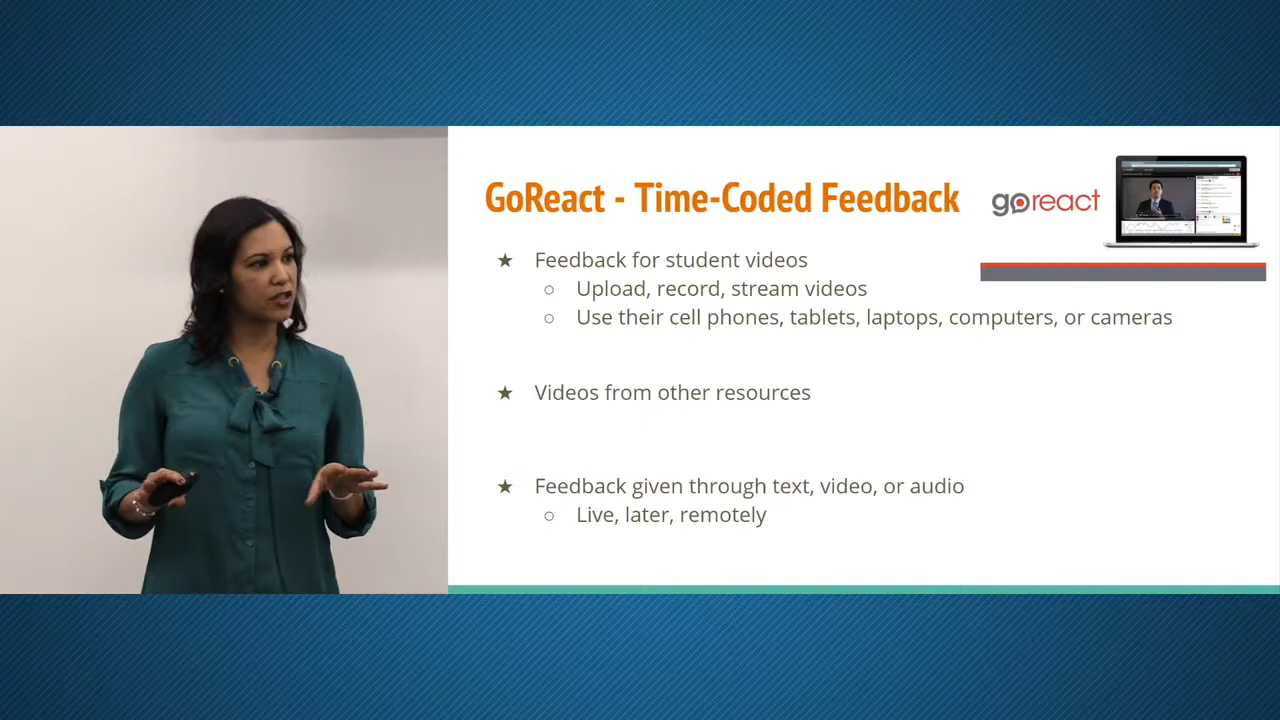 GoReact - Time-Coded Feedback
goreact
★ Feedback for student videos
○ Upload, record, stream videos
○ Use their cell phones, tablets, laptops, computers, or cameras
★ Videos from other resources
★ Feedback given through text, video, or audio
○ Live, later, remotely